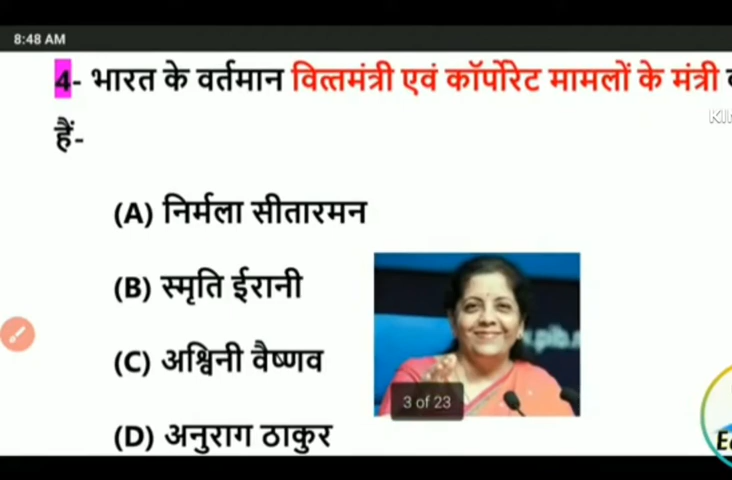 8:48 AM
4- भारत के वर्तमान वित्तमंत्री एवं कॉर्पोरेट मामलों के मंत्री
हैं-
(A) निर्मला सीतारमन
(B) स्मृति ईरानी
(C) अश्विनी वैष्णव
(D) अनुराग ठाकुर
3 of 23